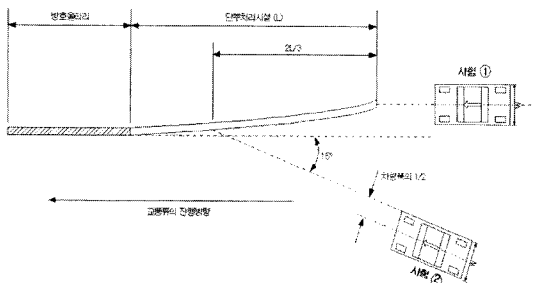 방호울타리
단부처리시설 (L)
2L/3
시험 ①
W
15°
차량폭의 1/2
교통류의 진행방향
W
시험 ②